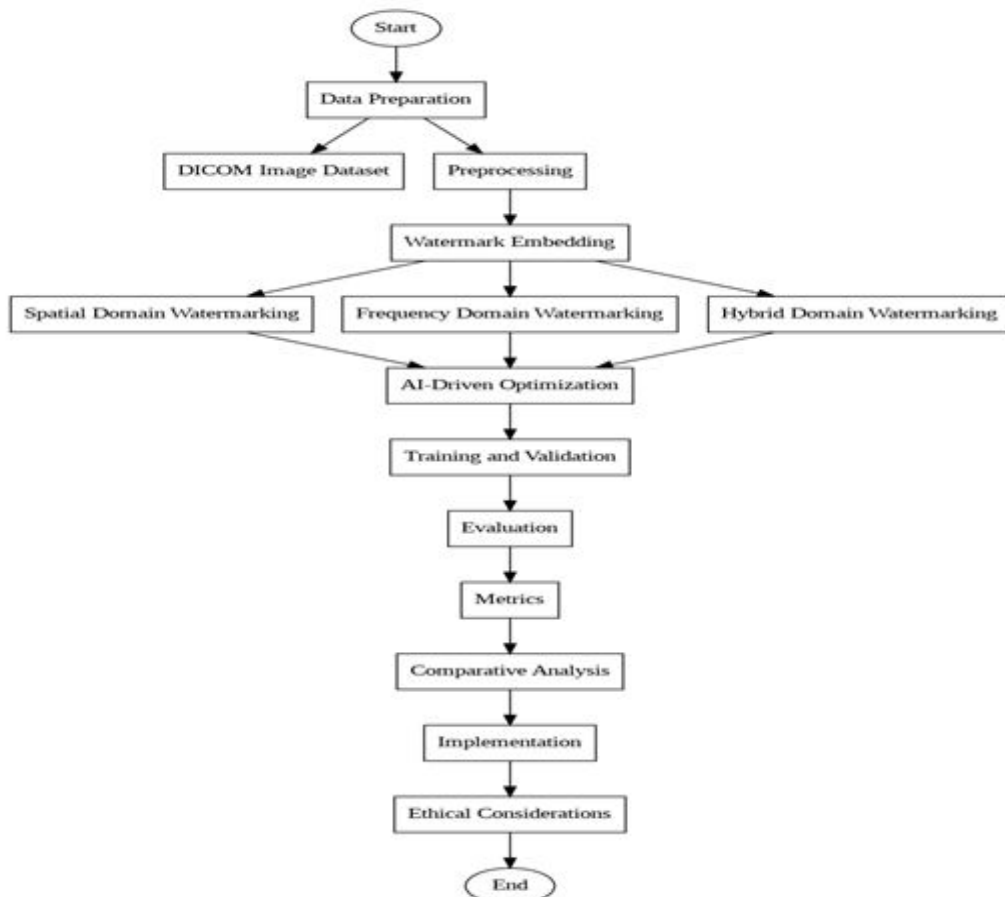 Start
Data Preparation
DICOM Image Dataset
Preprocessing
Watermark Embedding
Spatial Domain Watermarking
Frequency Domain Watermarking
Hybrid Domain Watermarking
AI-Driven Optimization
Training and Validation
Evaluation
Metrics
Comparative Analysis
Implementation
Ethical Considerations
End